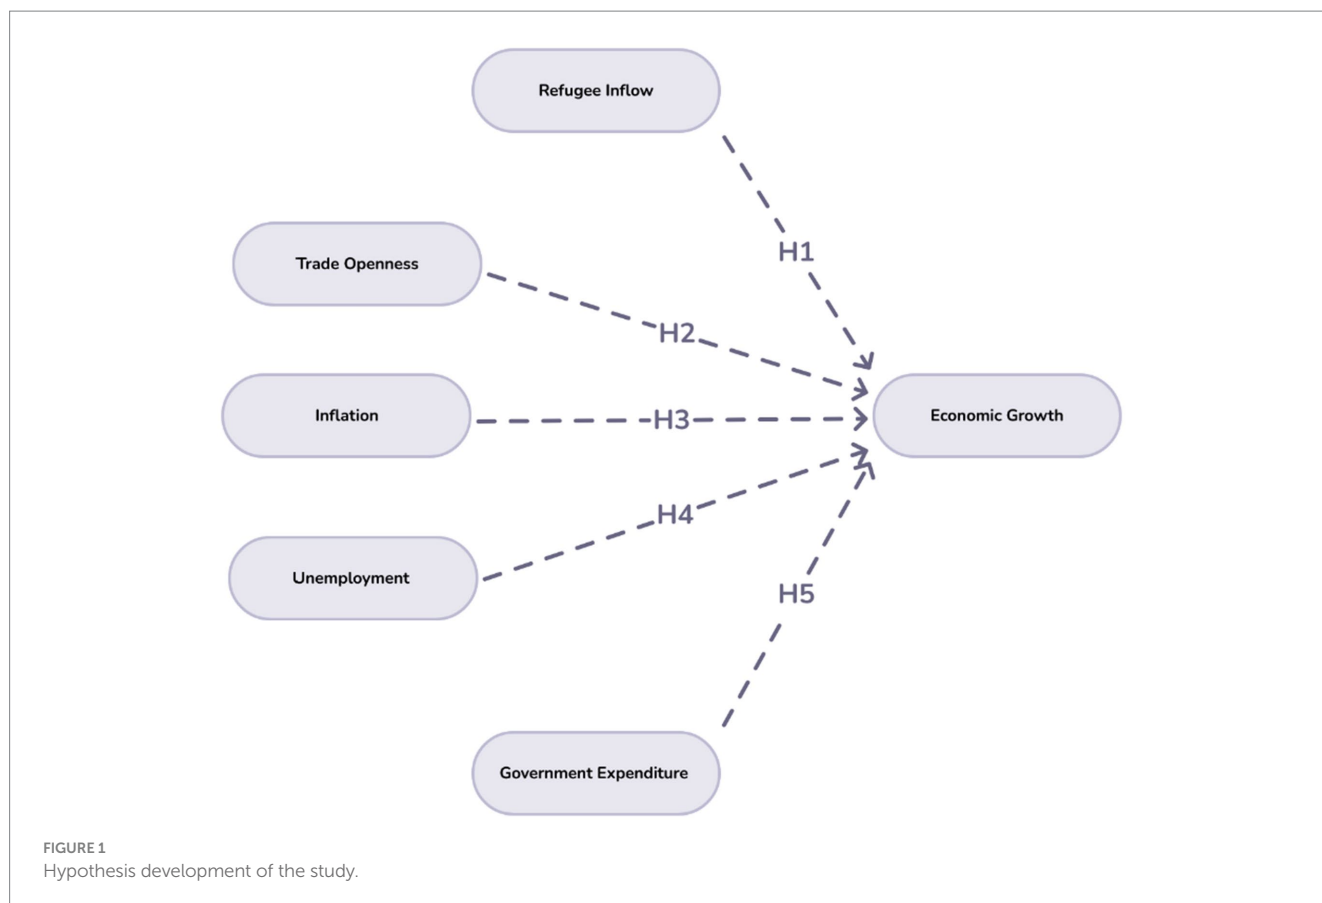 Refugee Inflow
H1
Trade Openness
H2
Inflation
H3
Economic Growth
H4
Unemployment
H5
Government Expenditure
FIGURE 1
Hypothesis development of the study.